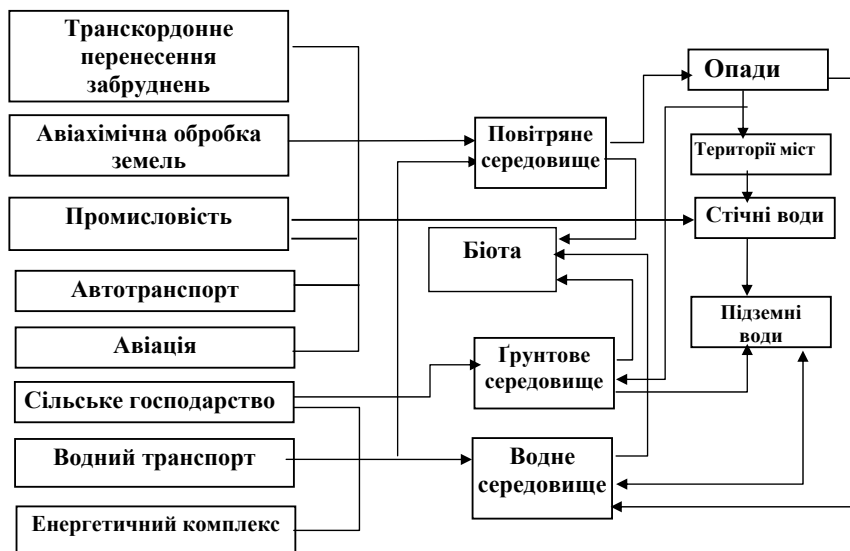 Транскордонне
перенесення
забруднень
Авіахімічна обробка
земель
Промисловість
Автотранспорт
Авіація
Сільське господарство
Водний транспорт
Енергетичний комплекс
Повітряне
середовище
Біота
Ґрунтове
середовище
Водне
середовище
Опади
Території міст
Стічні води
Підземні
води